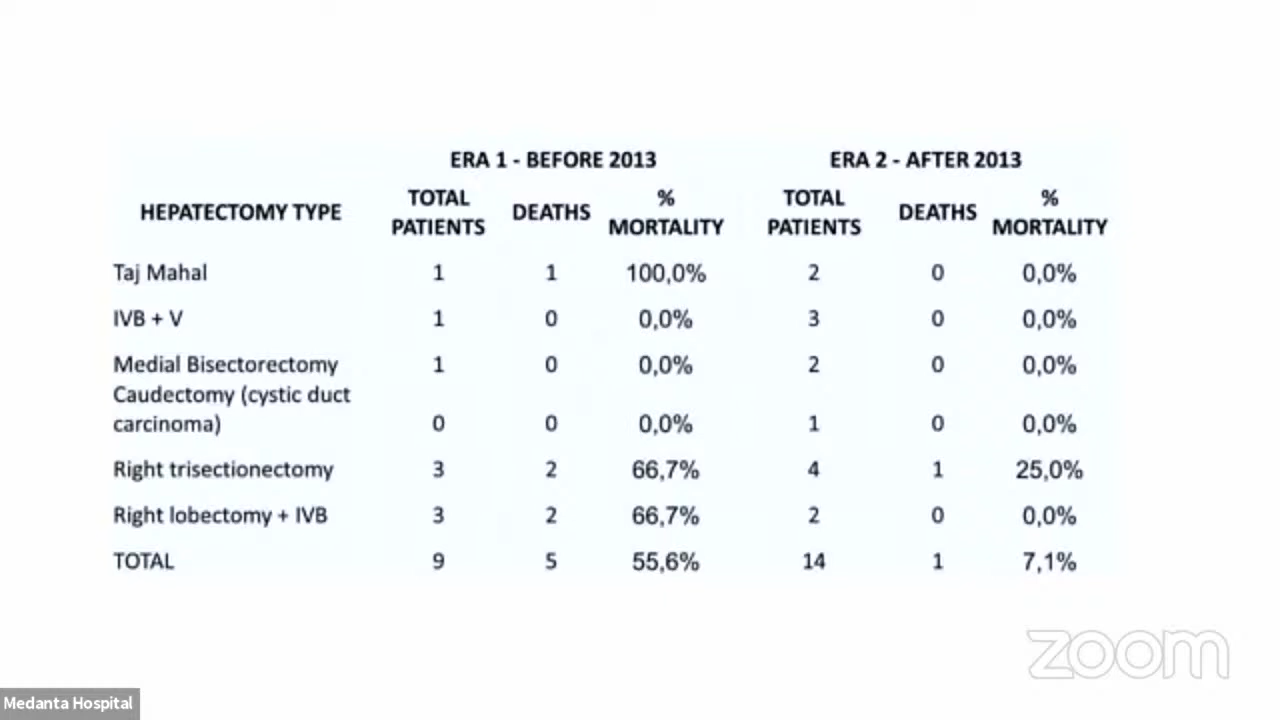 ERA 1 - BEFORE 2013 ERA 2 - AFTER 2013
HEPATECTOMY TYPE TOTAL PATIENTS DEATHS % MORTALITY TOTAL PATIENTS DEATHS % MORTALITY
Taj Mahal 1 1 100,0% 2 0 0,0%
IVB + V 1 0 0,0% 3 0 0,0%
Medial Bisectorectomy 1 0 0,0% 2 0 0,0%
Caudectomy (cystic duct
carcinoma) 0 0 0,0% 1 0 0,0%
Right trisectionectomy 3 2 66,7% 4 1 25,0%
Right lobectomy + IVB 3 2 66,7% 2 0 0,0%
TOTAL 9 5 55,6% 14 1 7,1%
zoom
Medanta Hospital